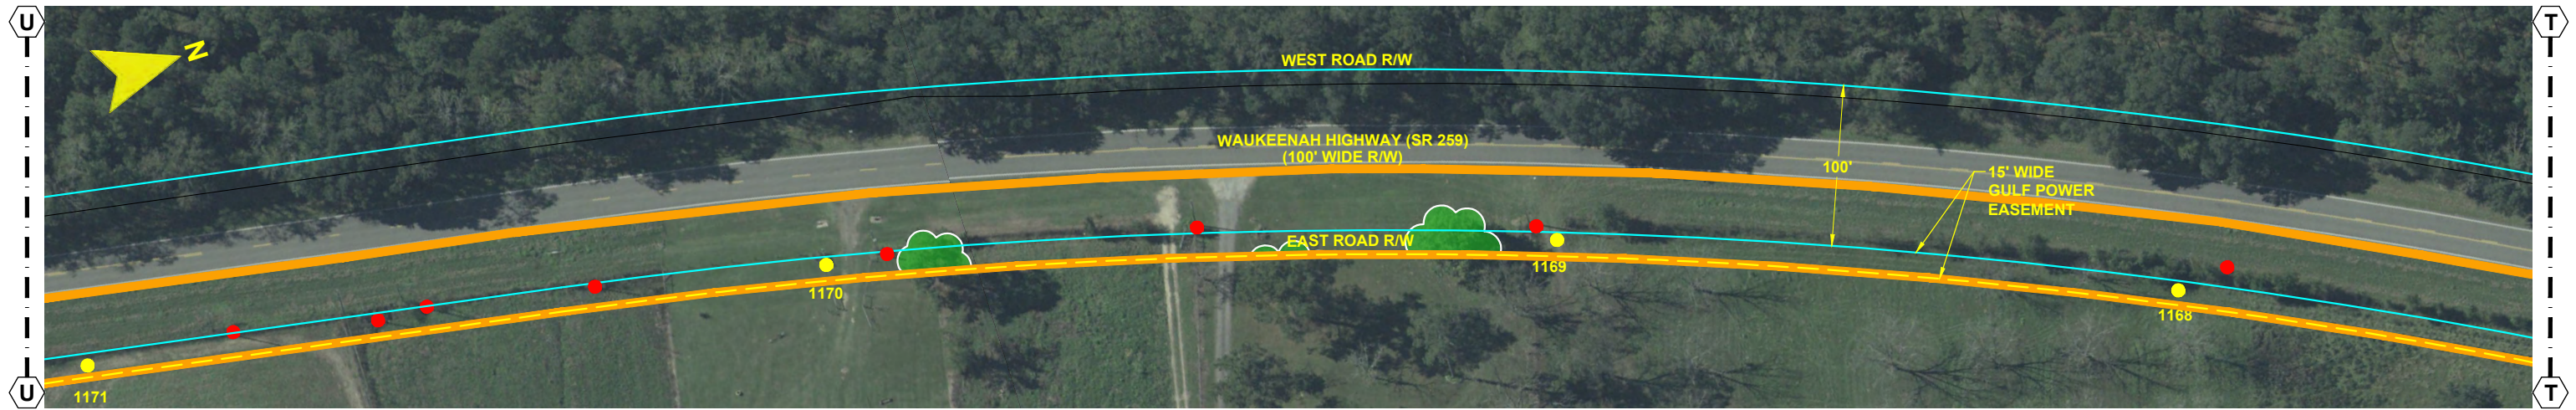 U
T
N
WEST ROAD R/W
WAUKEENAH HIGHWAY (SR 259)
(100' WIDE R/W)
100'
15' WIDE
GULF POWER
EASEMENT
EAST ROAD R/W
1169
1170
1168
1171
U
T